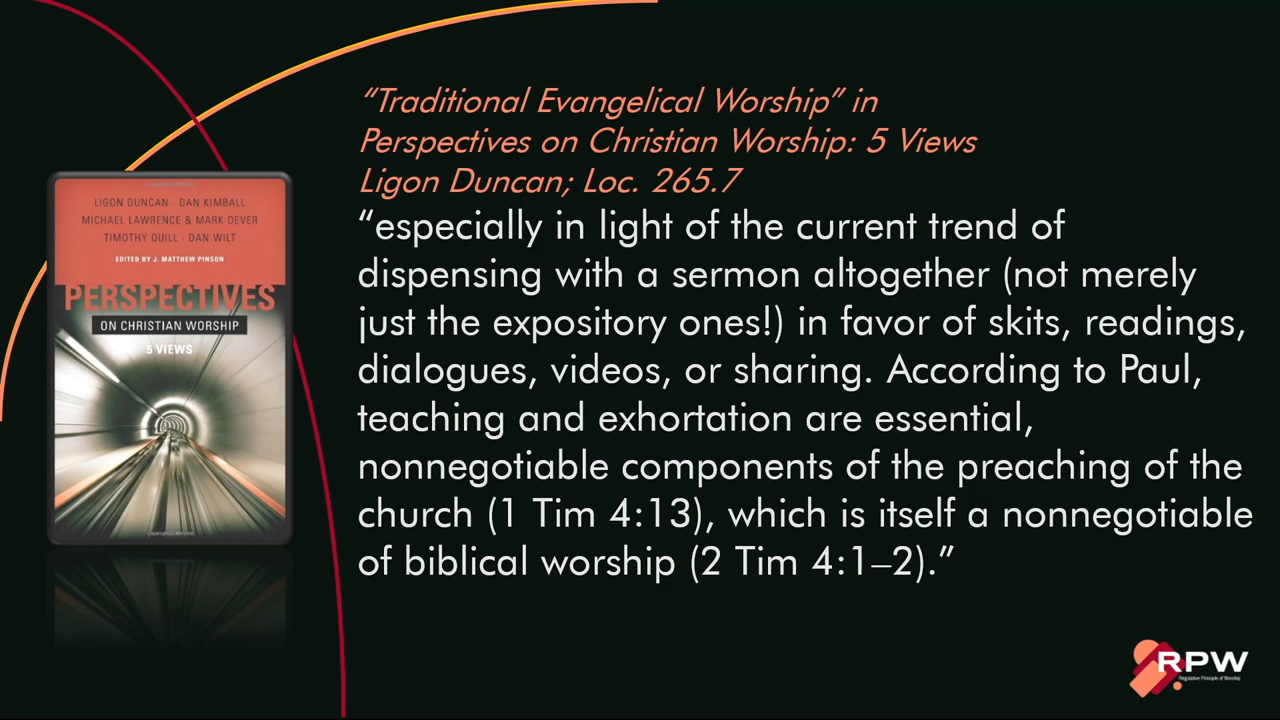 “Traditional Evangelical Worship” in
Perspectives on Christian Worship: 5 Views
Ligon Duncan; Loc. 265.7
“especially in light of the current trend of
dispensing with a sermon altogether (not merely
just the expository ones!) in favor of skits, readings,
dialogues, videos, or sharing. According to Paul,
teaching and exhortation are essential,
nonnegotiable components of the preaching of the
church (1 Tim 4:13), which is itself a nonnegotiable
of biblical worship (2 Tim 4:1–2).”
LIGON DUNCAN · DAN KIMBALL
MICHAEL LAWRENCE & MARK DEVER
TIMOTHY QUILL · DAN WILT
EDITED BY J. MATTHEW PINSON
PERSPECTIVES
ON CHRISTIAN WORSHIP
5 VIEWS
RPW
Regulative Principle of Worship